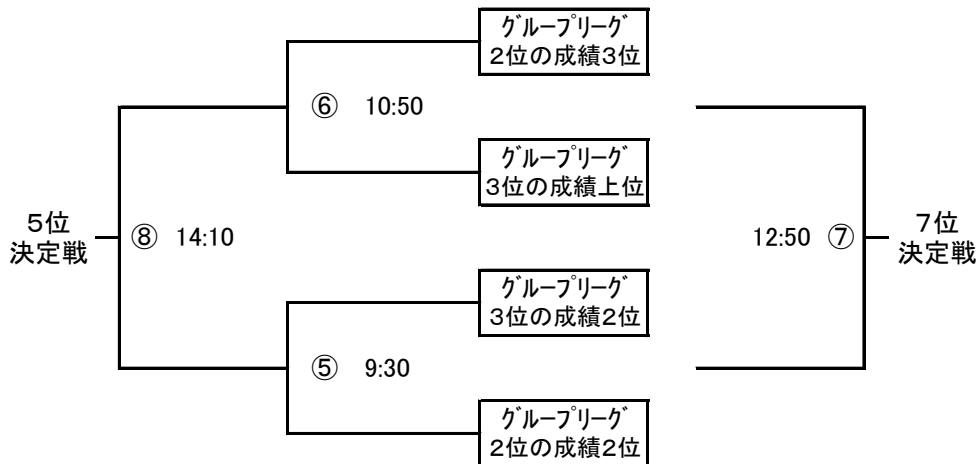 ｸﾞﾙｰﾌﾟﾘｰｸﾞ
2位の成績3位
⑥ 10:50
ｸﾞﾙｰﾌﾟﾘｰｸﾞ
3位の成績上位
5位
決定戦
⑧ 14:10
12:50 ⑦
7位
決定戦
ｸﾞﾙｰﾌﾟﾘｰｸﾞ
3位の成績2位
⑤ 9:30
ｸﾞﾙｰﾌﾟﾘｰｸﾞ
2位の成績2位